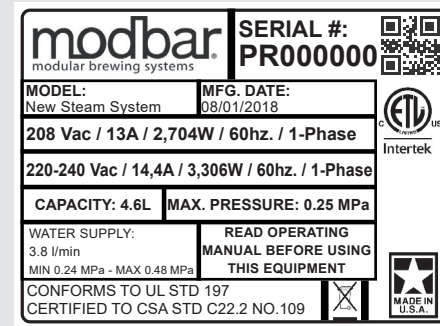 modbar.
modular brewing systems
SERIAL #:
PR000000
MODEL:
New Steam System
MFG. DATE:
08/01/2018
208 Vac / 13A / 2,704W / 60hz. / 1-Phase
220-240 Vac / 14,4A / 3,306W / 60hz. / 1-Phase
CAPACITY: 4.6L
MAX. PRESSURE: 0.25 MPa
WATER SUPPLY:
3.8 l/min
MIN 0.24 MPa - MAX 0.48 MPa
READ OPERATING
MANUAL BEFORE USING
THIS EQUIPMENT
CONFORMS TO UL STD 197
CERTIFIED TO CSA STD C22.2 NO.109
C ETL US
LISTED
Intertek
MADE IN
U.S.A.